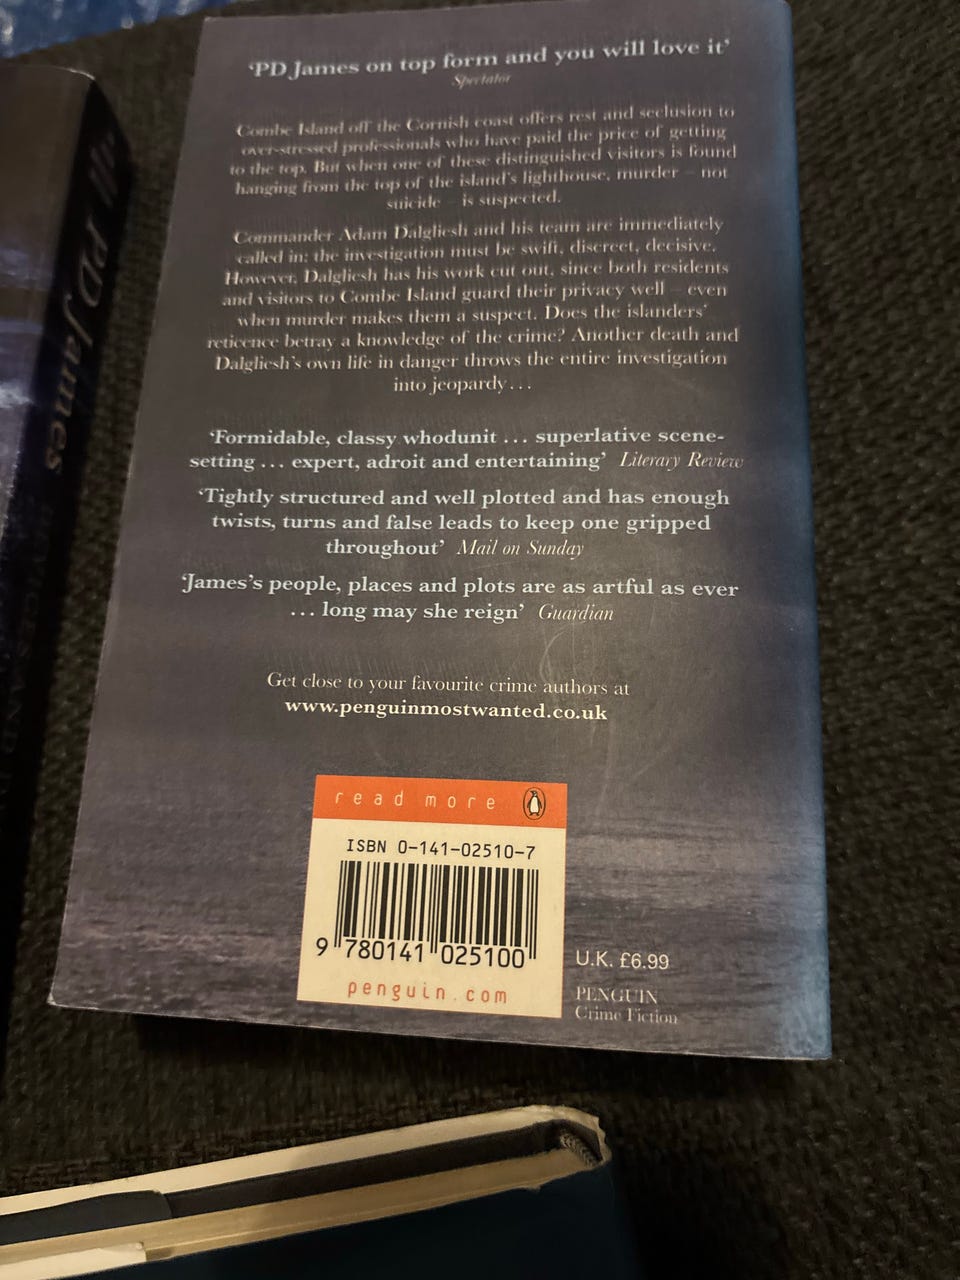 'PD James on top form and you will love it'
Spectator
Combe Island off the Cornish coast offers rest and seclusion to
over-stressed professionals who have paid the price of getting
to the top. But when one of these distinguished visitors is found
hanging from the top of the island's lighthouse, murder – not
suicide – is suspected.
Commander Adam Dalgliesh and his team are immediately
called in: the investigation must be swift, discreet, decisive.
However, Dalgliesh has his work cut out, since both residents
and visitors to Combe Island guard their privacy well – even
when murder makes them a suspect. Does the islanders'
reticence betray a knowledge of the crime? Another death and
Dalgliesh's own life in danger throws the entire investigation
into jeopardy...
'Formidable, classy whodunit ... superlative scene-
setting ... expert, adroit and entertaining' Literary Review
'Tightly structured and well plotted and has enough
twists, turns and false leads to keep one gripped
throughout' Mail on Sunday
'James's people, places and plots are as artful as ever
... long may she reign' Guardian
Get close to your favourite crime authors at
www.penguinmostwanted.co.uk
read more
ISBN 0-141-02510-7
9 780141 025100
penguin.com
U.K. £6.99
PENGUIN
Crime Fiction
PD James